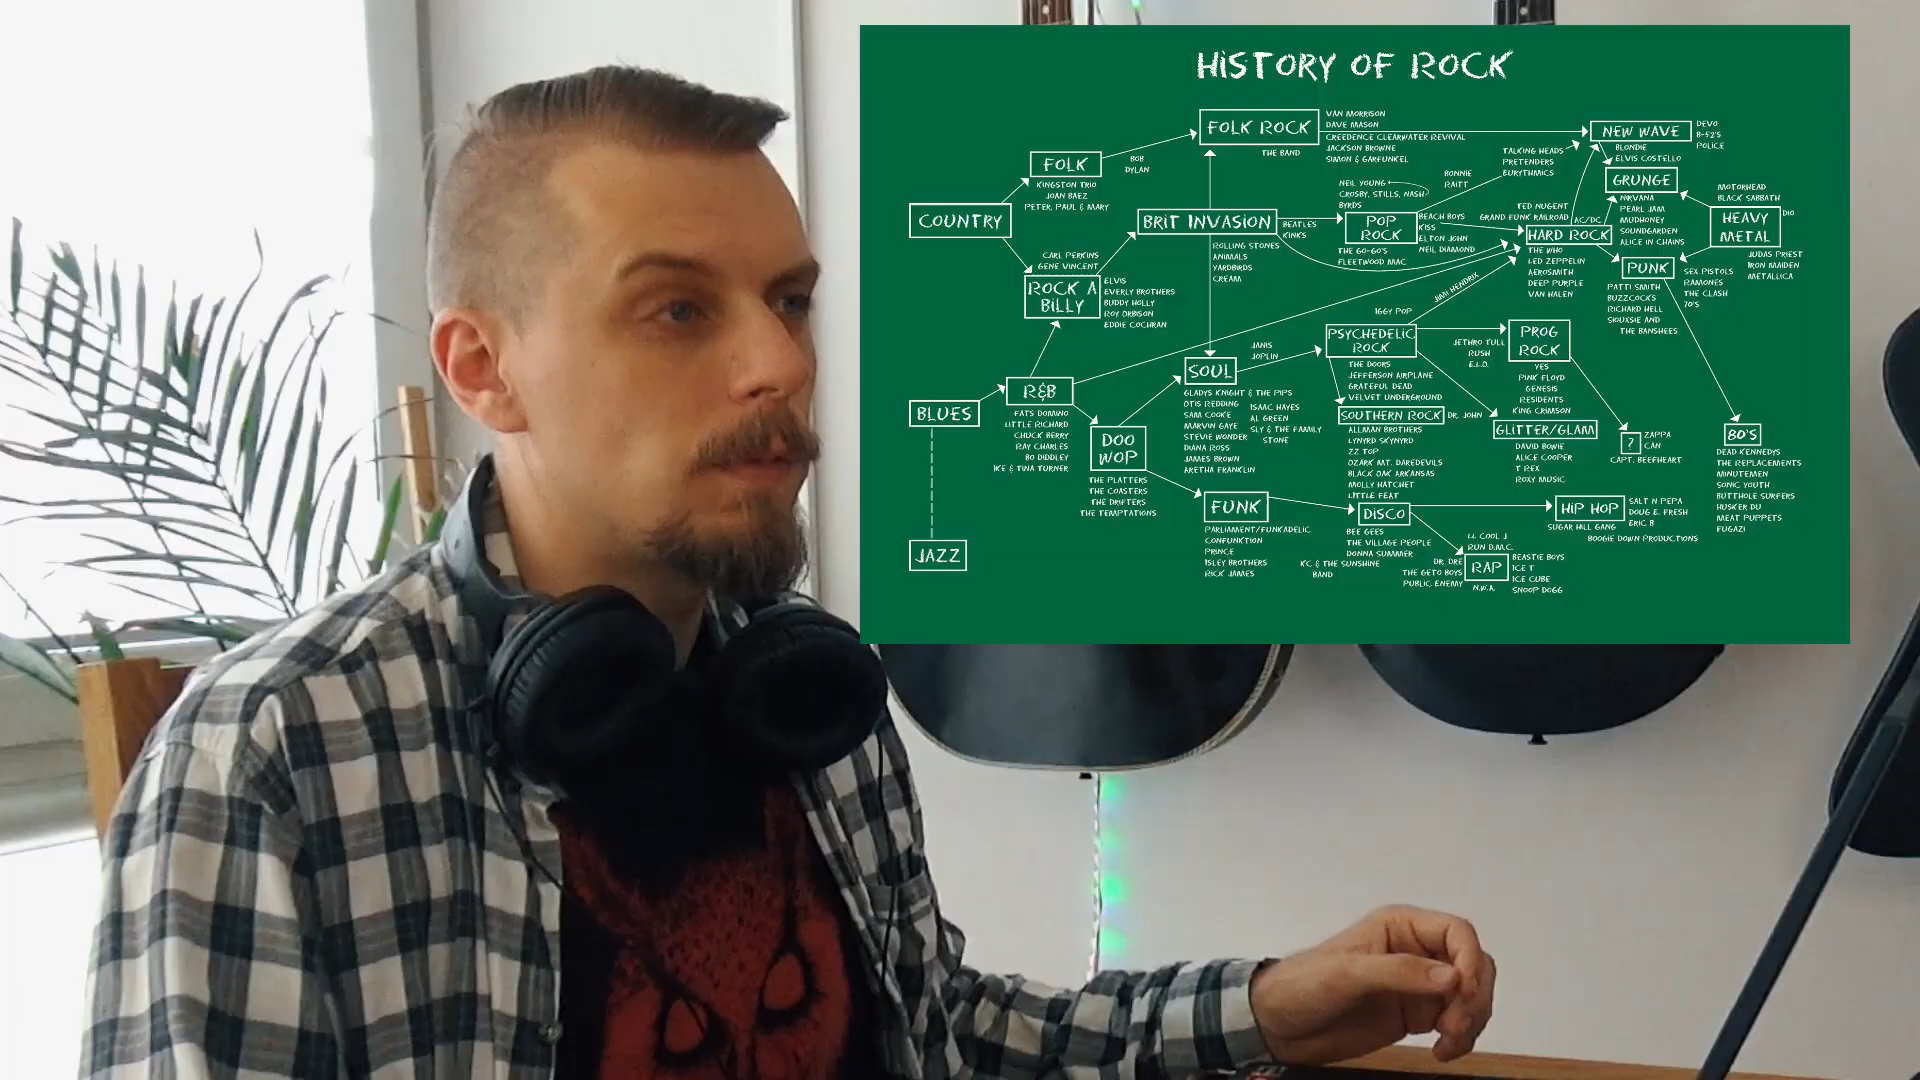 HISTORY OF ROCK
FOLK ROCK
VAN MORRISON
DAVE MASON
CREEDENCE CLEARWATER REVIVAL
JACKSON BROWNE
SIMON & GARFUNKEL
THE BAND
NEW WAVE
DEVO
B-52'S
POLICE
BLONDIE
ELVIS COSTELLO
TALKING HEADS
PRETENDERS
EURYTHMICS
FOLK
BOB
DYLAN
KINGSTON TRIO
JOAN BAEZ
PETER, PAUL & MARY
COUNTRY
BRIT INVASION
BEATLES
KINKS
ROLLING STONES
ANIMALS
YARDBIRDS
CREAM
NEIL YOUNG
CROSBY, STILLS, NASH
BYRDS
BONNIE
RAITT
POP
ROCK
BEACH BOYS
KISS
ELTON JOHN
NEIL DIAMOND
THE GO-GO'S
FLEETWOOD MAC
GRUNGE
NIRVANA
PEARL JAM
MUDHONEY
SOUNDGARDEN
ALICE IN CHAINS
TED NUGENT
GRAND FUNK RAILROAD
AC/DC
HARD ROCK
THE WHO
LED ZEPPELIN
AEROSMITH
DEEP PURPLE
VAN HALEN
MOTORHEAD
BLACK SABBATH
HEAVY
METAL
DIO
JUDAS PRIEST
IRON MAIDEN
METALLICA
PUNK
SEX PISTOLS
RAMONES
THE CLASH
70'S
PATTI SMITH
BUZZCOCKS
RICHARD HELL
SIOUXSIE AND
THE BANSHEES
CARL PERKINS
GENE VINCENT
ROCK A
BILLY
ELVIS
EVERLY BROTHERS
BUDDY HOLLY
ROY ORBISON
EDDIE COCHRAN
JIMI HENDRIX
IGGY POP
PSYCHEDELIC
ROCK
THE DOORS
JEFFERSON AIRPLANE
GRATEFUL DEAD
VELVET UNDERGROUND
PROG
ROCK
JETHRO TULL
RUSH
E.L.O.
YES
PINK FLOYD
GENESIS
RESIDENTS
KING CRIMSON
JANIS
JOPLIN
SOUL
GLADYS KNIGHT & THE PIPS
OTIS REDDING
SAM COOKE
MARVIN GAYE
STEVIE WONDER
DIANA ROSS
JAMES BROWN
ARETHA FRANKLIN
ISAAC HAYES
AL GREEN
SLY & THE FAMILY
STONE
R&B
FATS DOMINO
LITTLE RICHARD
CHUCK BERRY
RAY CHARLES
BO DIDDLEY
IKE & TINA TURNER
BLUES
DOO
WOP
THE PLATTERS
THE COASTERS
THE DRIFTERS
THE TEMPTATIONS
SOUTHERN ROCK
DR. JOHN
ALLMAN BROTHERS
LYNYRD SKYNYRD
ZZ TOP
OZARK MT. DAREDEVILS
BLACK OAK ARKANSAS
MOLLY HATCHET
LITTLE FEAT
GLITTER/GLAM
DAVID BOWIE
ALICE COOPER
T REX
ROXY MUSIC
?
ZAPPA
CAN
CAPT. BEEFHEART
80'S
DEAD KENNEDYS
THE REPLACEMENTS
MINUTEMEN
SONIC YOUTH
BUTTHOLE SURFERS
HUSKER DU
MEAT PUPPETS
FUGAZI
FUNK
PARLIAMENT/FUNKADELIC
CONFUNKTION
PRINCE
ISLEY BROTHERS
RICK JAMES
DISCO
BEE GEES
THE VILLAGE PEOPLE
DONNA SUMMER
KC & THE SUNSHINE
BAND
HIP HOP
SALT N PEPA
DOUG E. FRESH
ERIC B
SUGAR HILL GANG
BOOGIE DOWN PRODUCTIONS
LL COOL J
RUN D.M.C.
RAP
DR. DRE
THE GETO BOYS
PUBLIC ENEMY
N.W.A.
BEASTIE BOYS
ICE T
ICE CUBE
SNOOP DOGG
JAZZ